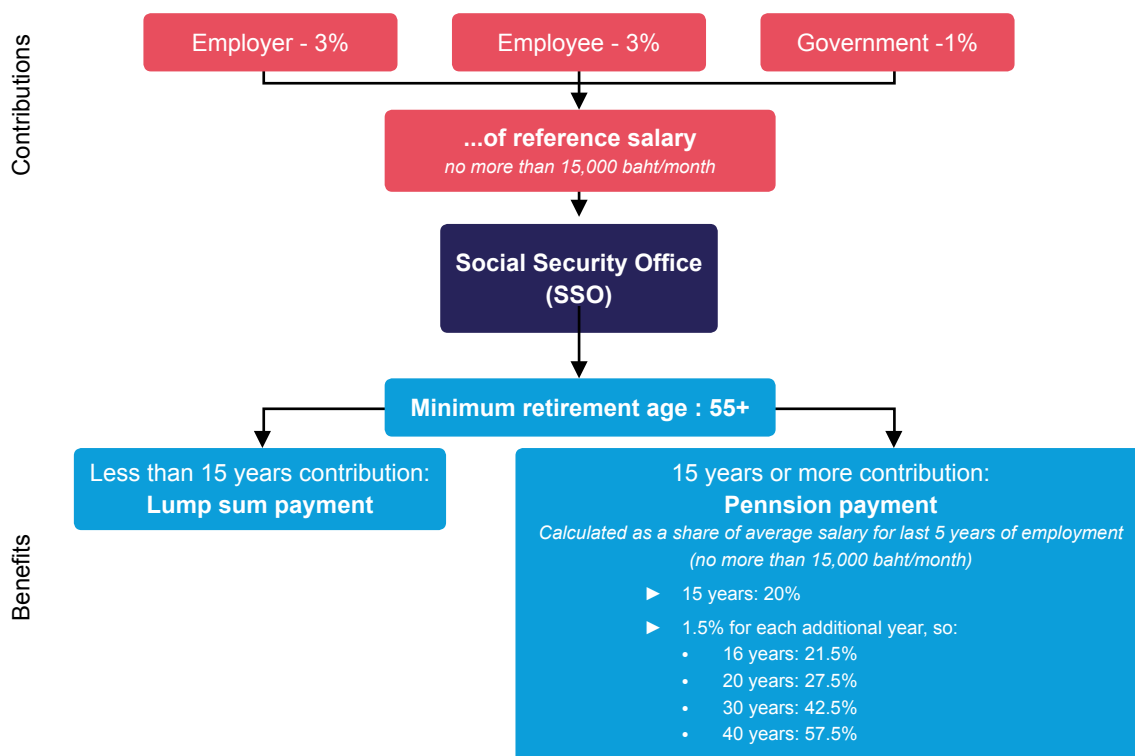 Contributions
Employer - 3%
Employee - 3%
Government -1%
...of reference salary
no more than 15,000 baht/month
Social Security Office
(SSO)
Minimum retirement age : 55+
Benefits
Less than 15 years contribution:
Lump sum payment
15 years or more contribution:
Pennsion payment
Calculated as a share of average salary for last 5 years of employment
(no more than 15,000 baht/month)
► 15 years: 20%
► 1.5% for each additional year, so:
• 16 years: 21.5%
• 20 years: 27.5%
• 30 years: 42.5%
• 40 years: 57.5%